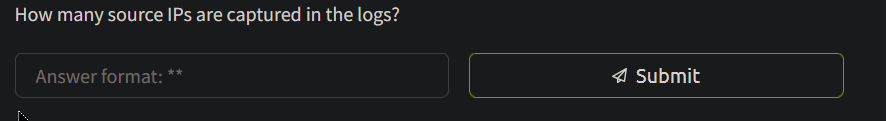 How many source IPs are captured in the logs?
Answer format: **
Submit